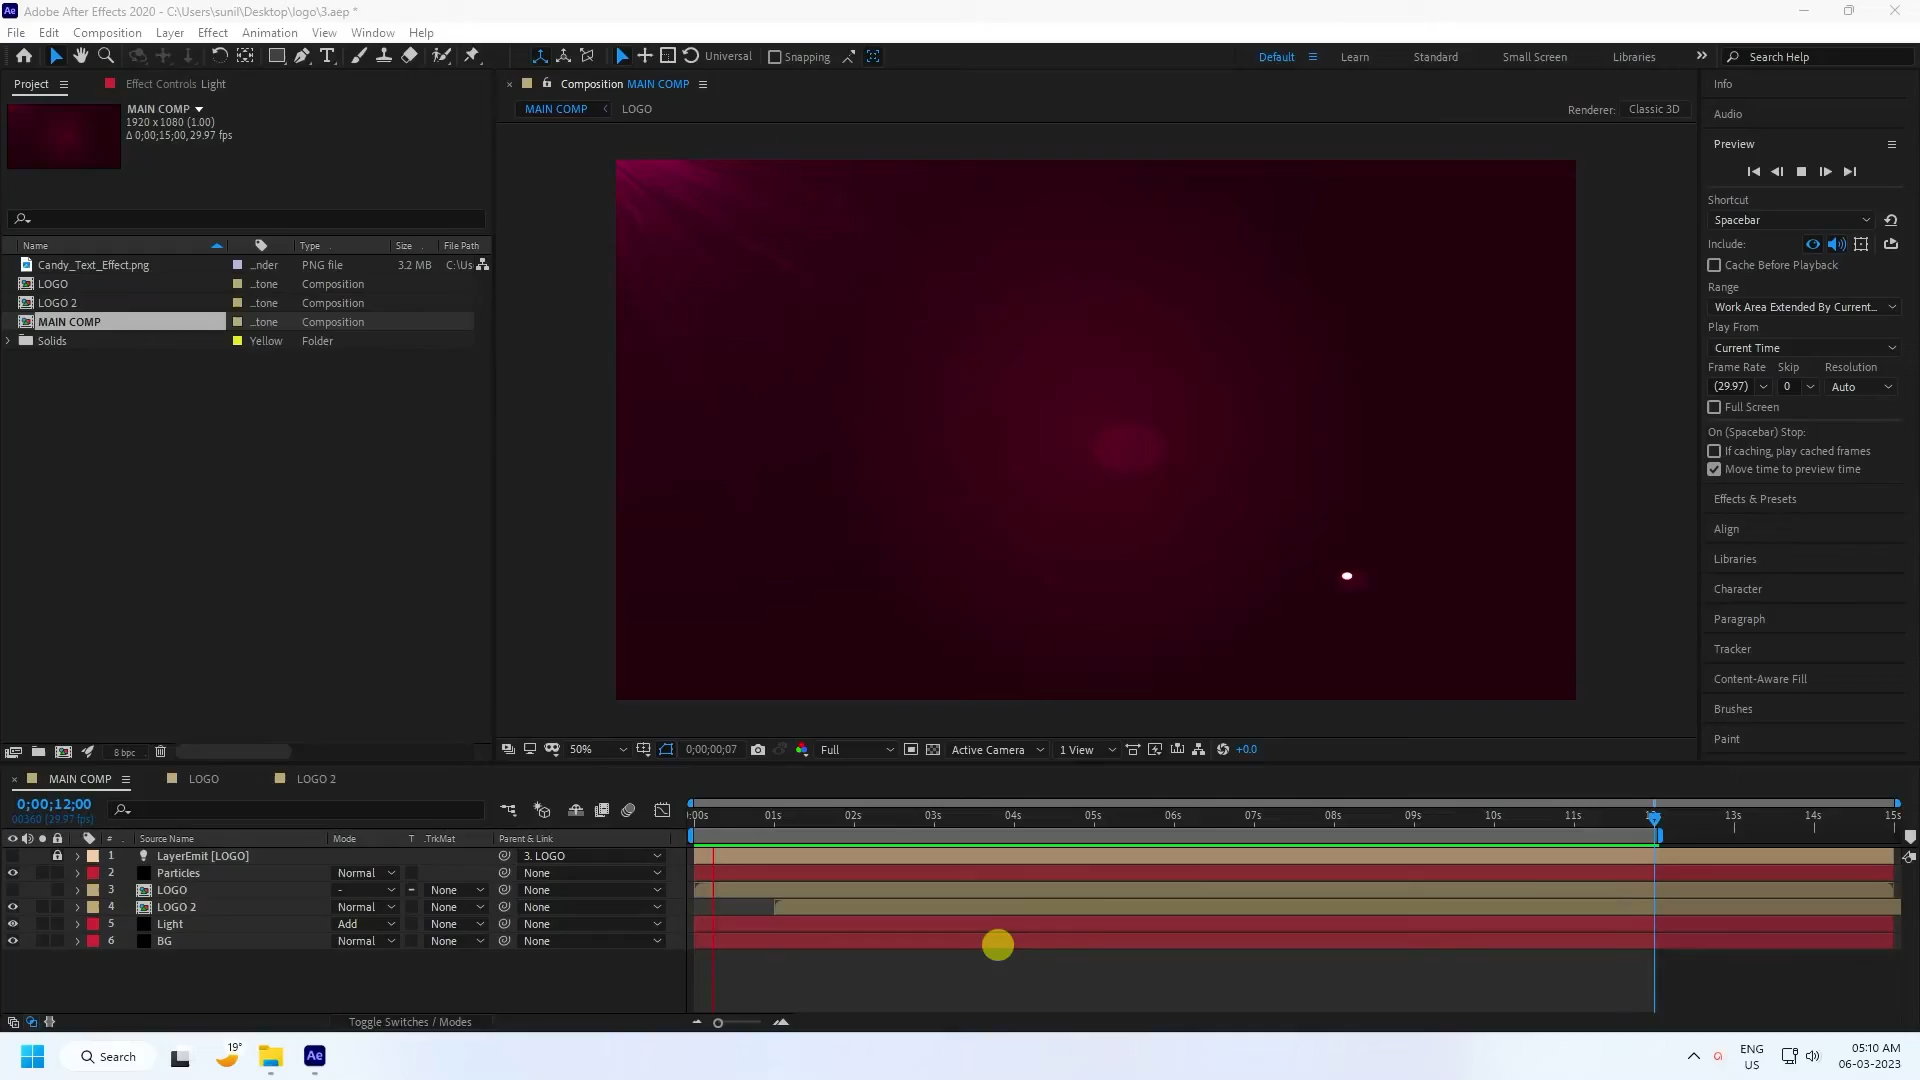 Adobe After Effects 2020 - C:\Users\sunil\Desktop\logo\3.aep *
File Edit Composition Layer Effect Animation View Window Help
Universal Snapping Default Learn Standard Small Screen Libraries Search Help
Project Effect Controls Light
MAIN COMP
1920 x 1080 (1.00)
Δ 0;00;15;00, 29.97 fps
Name Type Size File Path
Candy_Text_Effect.png ...nder PNG file 3.2 MB C:\Us
LOGO ...tone Composition
LOGO 2 ...tone Composition
MAIN COMP ...tone Composition
Solids Yellow Folder
8 bpc
Composition MAIN COMP
MAIN COMP LOGO
Renderer: Classic 3D
50% 0;00;00;07 Full Active Camera 1 View +0.0
Info
Audio
Preview
Shortcut
Spacebar
Include:
Cache Before Playback
Range
Work Area Extended By Current...
Play From
Current Time
Frame Rate Skip Resolution
(29.97) 0 Auto
Full Screen
On (Spacebar) Stop:
If caching, play cached frames
Move time to preview time
Effects & Presets
Align
Libraries
Character
Paragraph
Tracker
Content-Aware Fill
Brushes
Paint
MAIN COMP LOGO LOGO 2
0;00;12;00
00360 (29.97 fps)
# Source Name Mode T .TrkMat Parent & Link
1 LayerEmit [LOGO] 3. LOGO
2 Particles Normal None
3 LOGO - None None
4 LOGO 2 Normal None None
5 Light Add None None
6 BG Normal None None
:00s 01s 02s 03s 04s 05s 06s 07s 08s 09s 10s 11s 13s 14s 15s
Toggle Switches / Modes
19° Search Ae
ENG
US
05:10 AM
06-03-2023